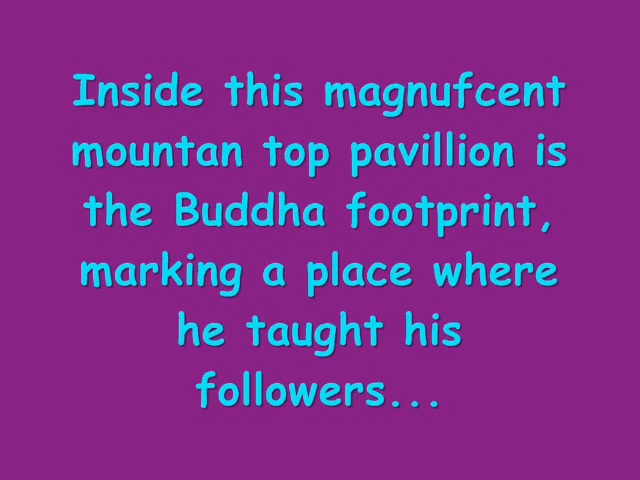 Inside this magnufcent
mountan top pavillion is
the Buddha footprint,
marking a place where
he taught his
followers...